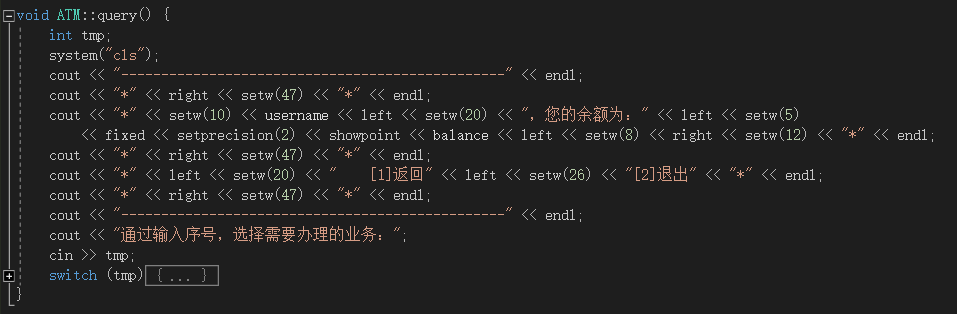 void ATM::query() {
int tmp;
system("cls");
cout << "------------------------------------------------" << endl;
cout << "*" << right << setw(47) << "*" << endl;
cout << "*" << setw(10) << username << left << setw(20) << ", 您的余额为: " << left << setw(5)
<< fixed << setprecision(2) << showpoint << balance << left << setw(8) << right << setw(12) << "*" << endl;
cout << "*" << right << setw(47) << "*" << endl;
cout << "*" << left << setw(20) << "    [1]返回" << left << setw(26) << "[2]退出" << "*" << endl;
cout << "*" << right << setw(47) << "*" << endl;
cout << "------------------------------------------------" << endl;
cout << "通过输入序号，选择需要办理的业务：";
cin >> tmp;
switch (tmp) { ... }
}